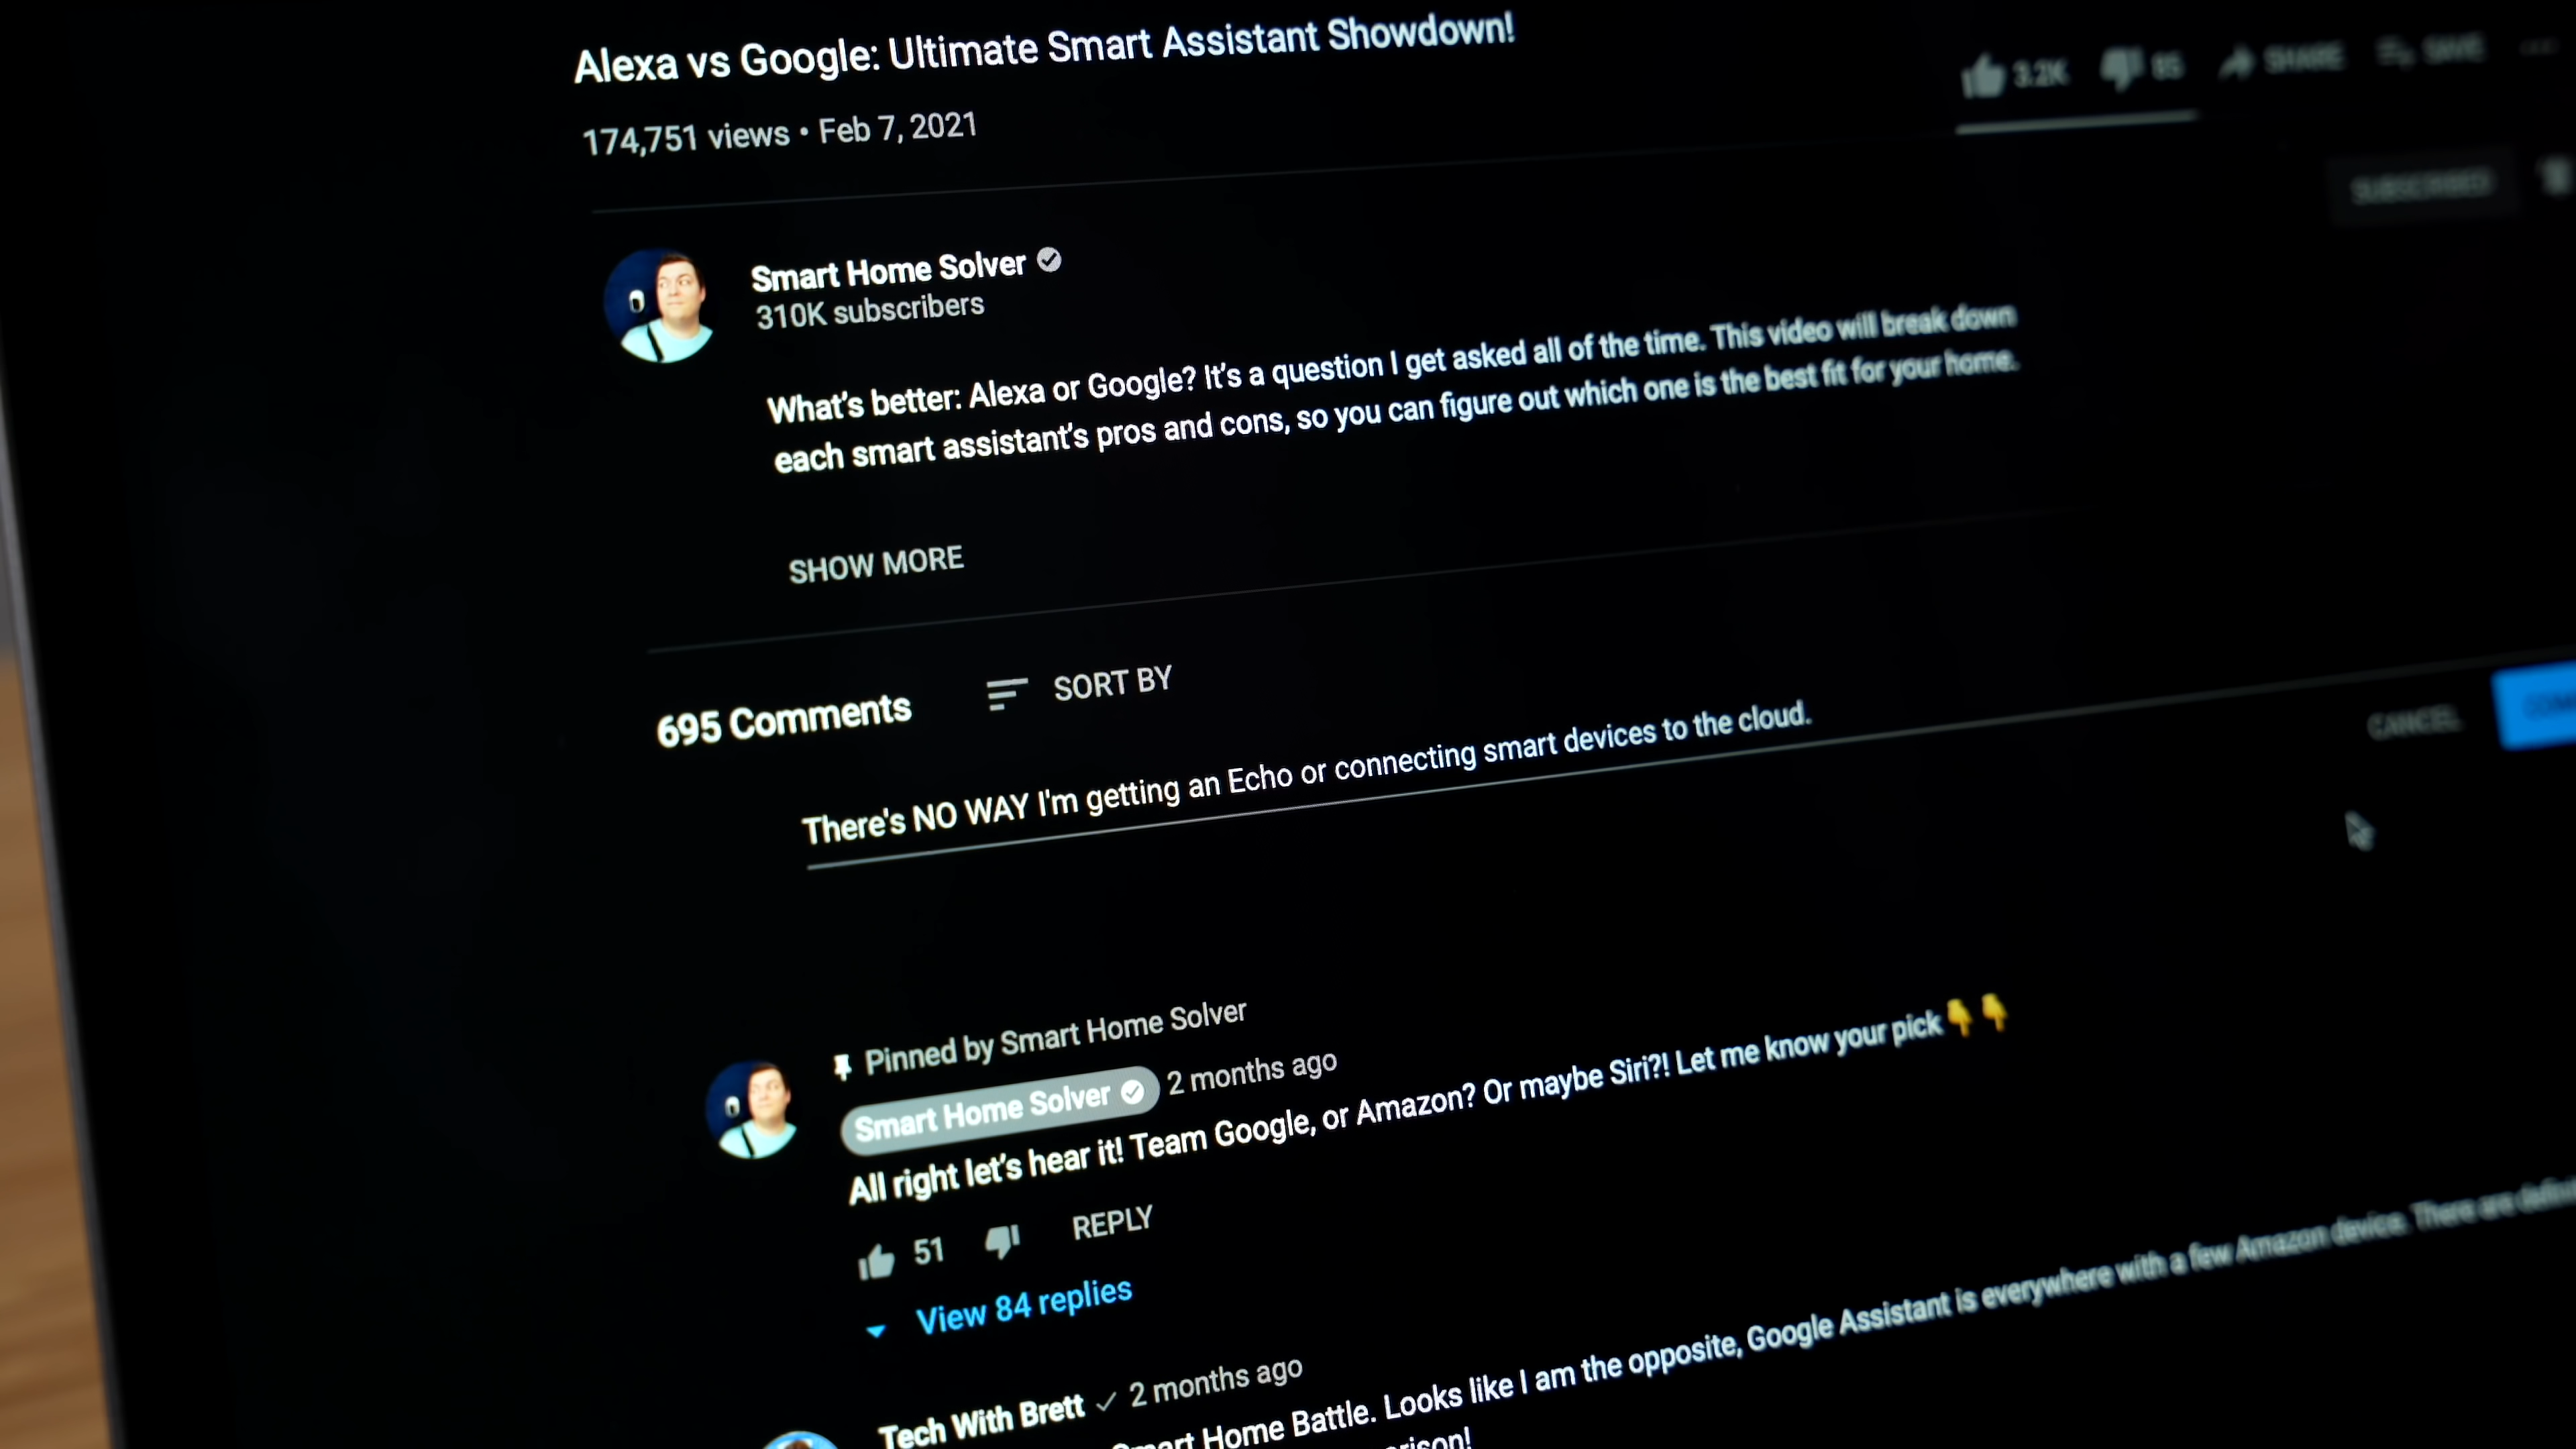 Alexa vs Google: Ultimate Smart Assistant Showdown!
174,751 views • Feb 7, 2021
3.2K 85 SHARE SAVE
SUBSCRIBED
Smart Home Solver
310K subscribers
What's better: Alexa or Google? It's a question I get asked all of the time. This video will break down
each smart assistant's pros and cons, so you can figure out which one is the best fit for your home.
SHOW MORE
695 Comments SORT BY
There's NO WAY I'm getting an Echo or connecting smart devices to the cloud.
CANCEL
Pinned by Smart Home Solver
Smart Home Solver 2 months ago
All right let's hear it! Team Google, or Amazon? Or maybe Siri?! Let me know your pick👇👇
51 REPLY
View 84 replies
Tech With Brett ✓ 2 months ago
Smart Home Battle. Looks like I am the opposite, Google Assistant is everywhere with a few Amazon device. There are